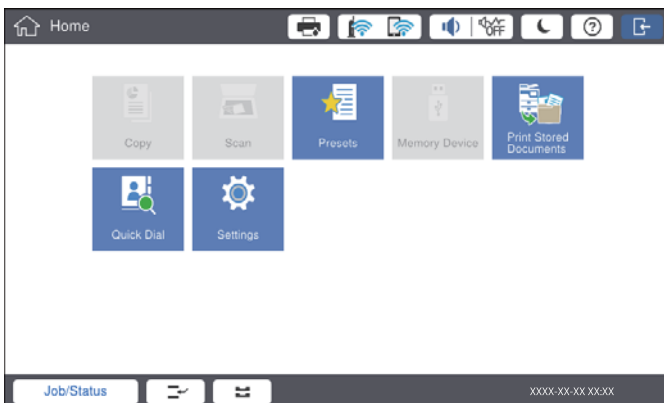 Home
OFF
Copy
Scan
Presets
Memory Device
Print Stored
Documents
Quick Dial
Settings
Job/Status
XXXX-XX-XX XX:XX